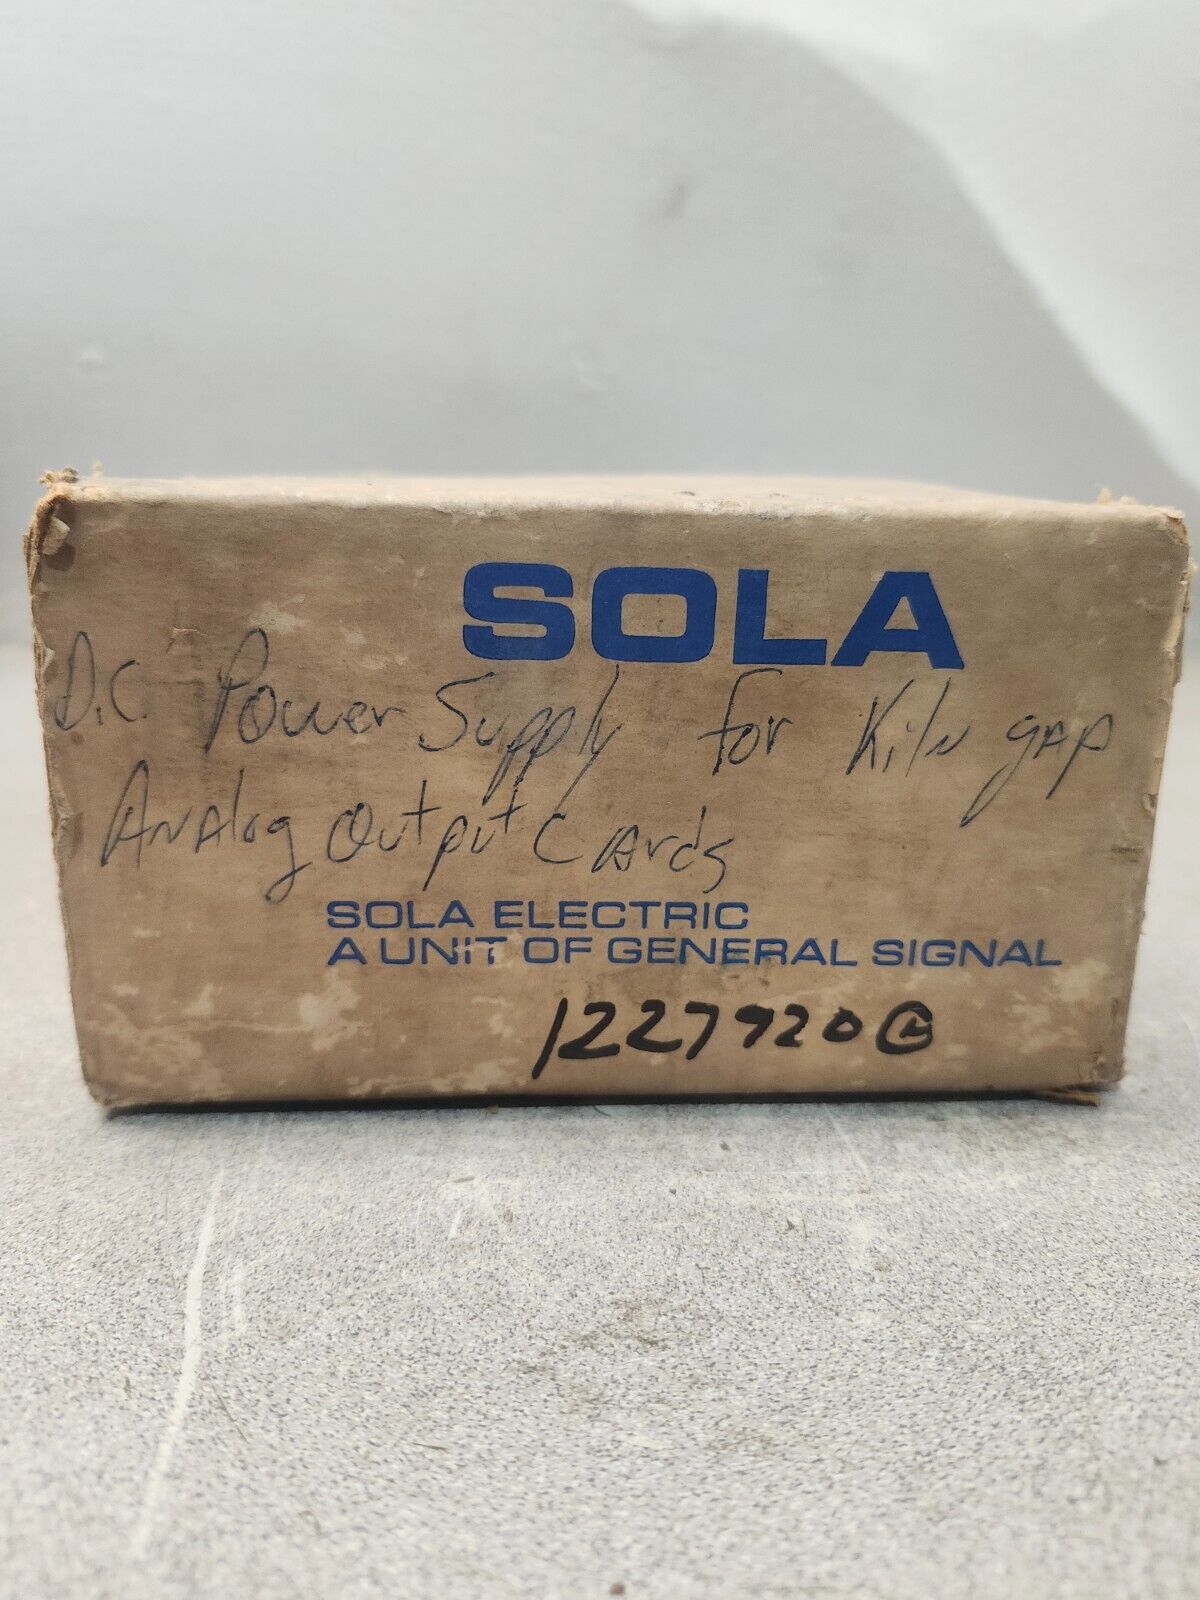 SOLA
D.C. Power Supply for Kiln gap
Analog Output Cards
SOLA ELECTRIC
A UNIT OF GENERAL SIGNAL
1227920